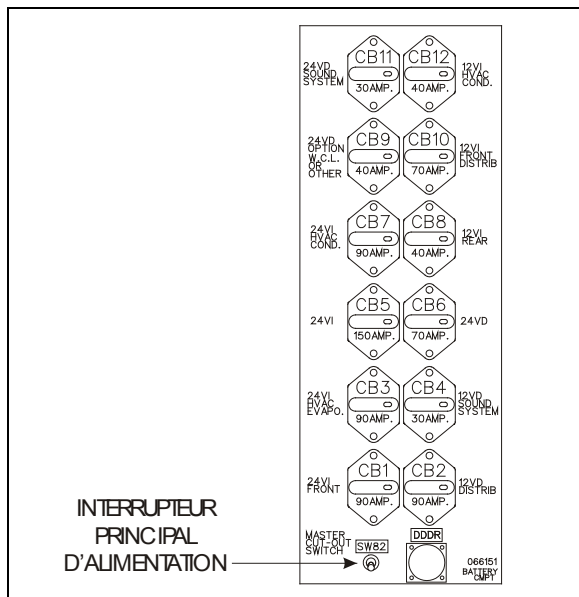 24VD
SOUND
SYSTEM
CB11
30AMP.
CB12
40AMP.
12VI
HVAC
COND.
24VD
OPTION
W.C.L.
OR
OTHER
CB9
40AMP.
CB10
70AMP.
12VI
FRONT
DISTRIB
24VI
HVAC
COND.
CB7
90AMP.
CB8
40AMP.
12VI
REAR
24VI
CB5
150AMP.
CB6
70AMP.
24VD
24VI
HVAC
EVAPO.
CB3
90AMP.
CB4
30AMP.
12VD
SOUND
SYSTEM
24VI
FRONT
CB1
90AMP.
CB2
90AMP.
12VD
DISTRIB
INTERRUPTEUR
PRINCIPAL
D'ALIMENTATION
MASTER
CUT-OUT
SWITCH
SW82
DDDR
066151
BATTERY
CMPT